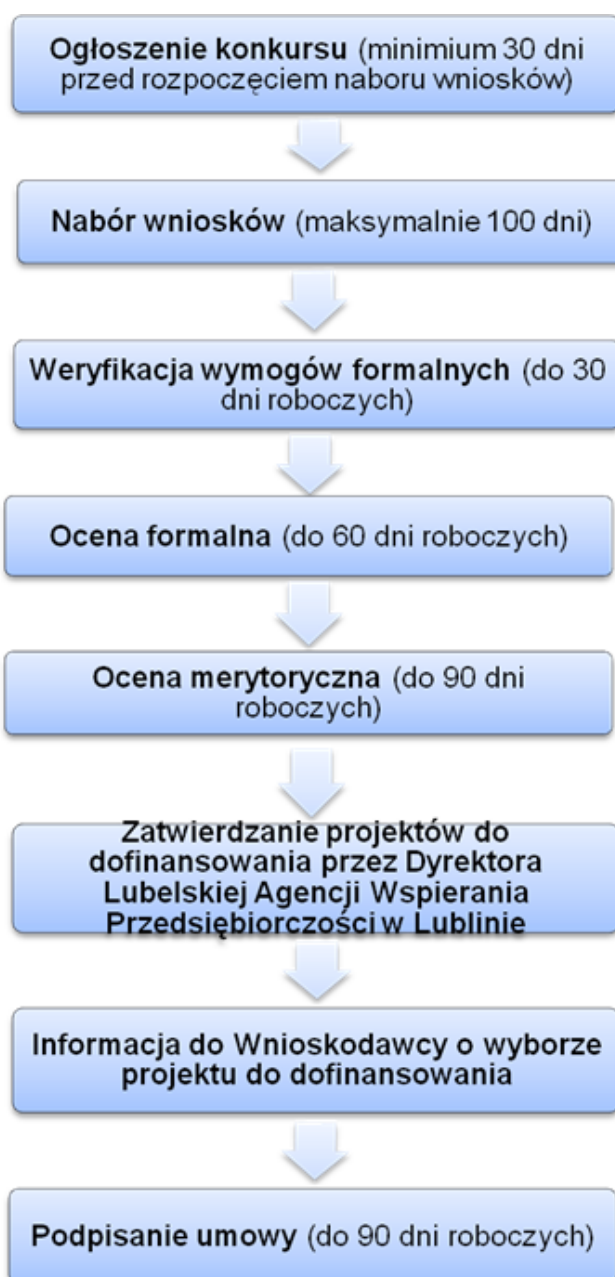 Ogłoszenie konkursu (minimum 30 dni
przed rozpoczęciem naboru wniosków)
Nabór wniosków (maksymalnie 100 dni)
Weryfikacja wymogów formalnych (do 30
dni roboczych)
Ocena formalna (do 60 dni roboczych)
Ocena merytoryczna (do 90 dni
roboczych)
Zatwierdzanie projektów do
dofinansowania przez Dyrektora
Lubelskiej Agencji Wspierania
Przedsiębiorczości w Lublinie
Informacja do Wnioskodawcy o wyborze
projektu do dofinansowania
Podpisanie umowy (do 90 dni roboczych)